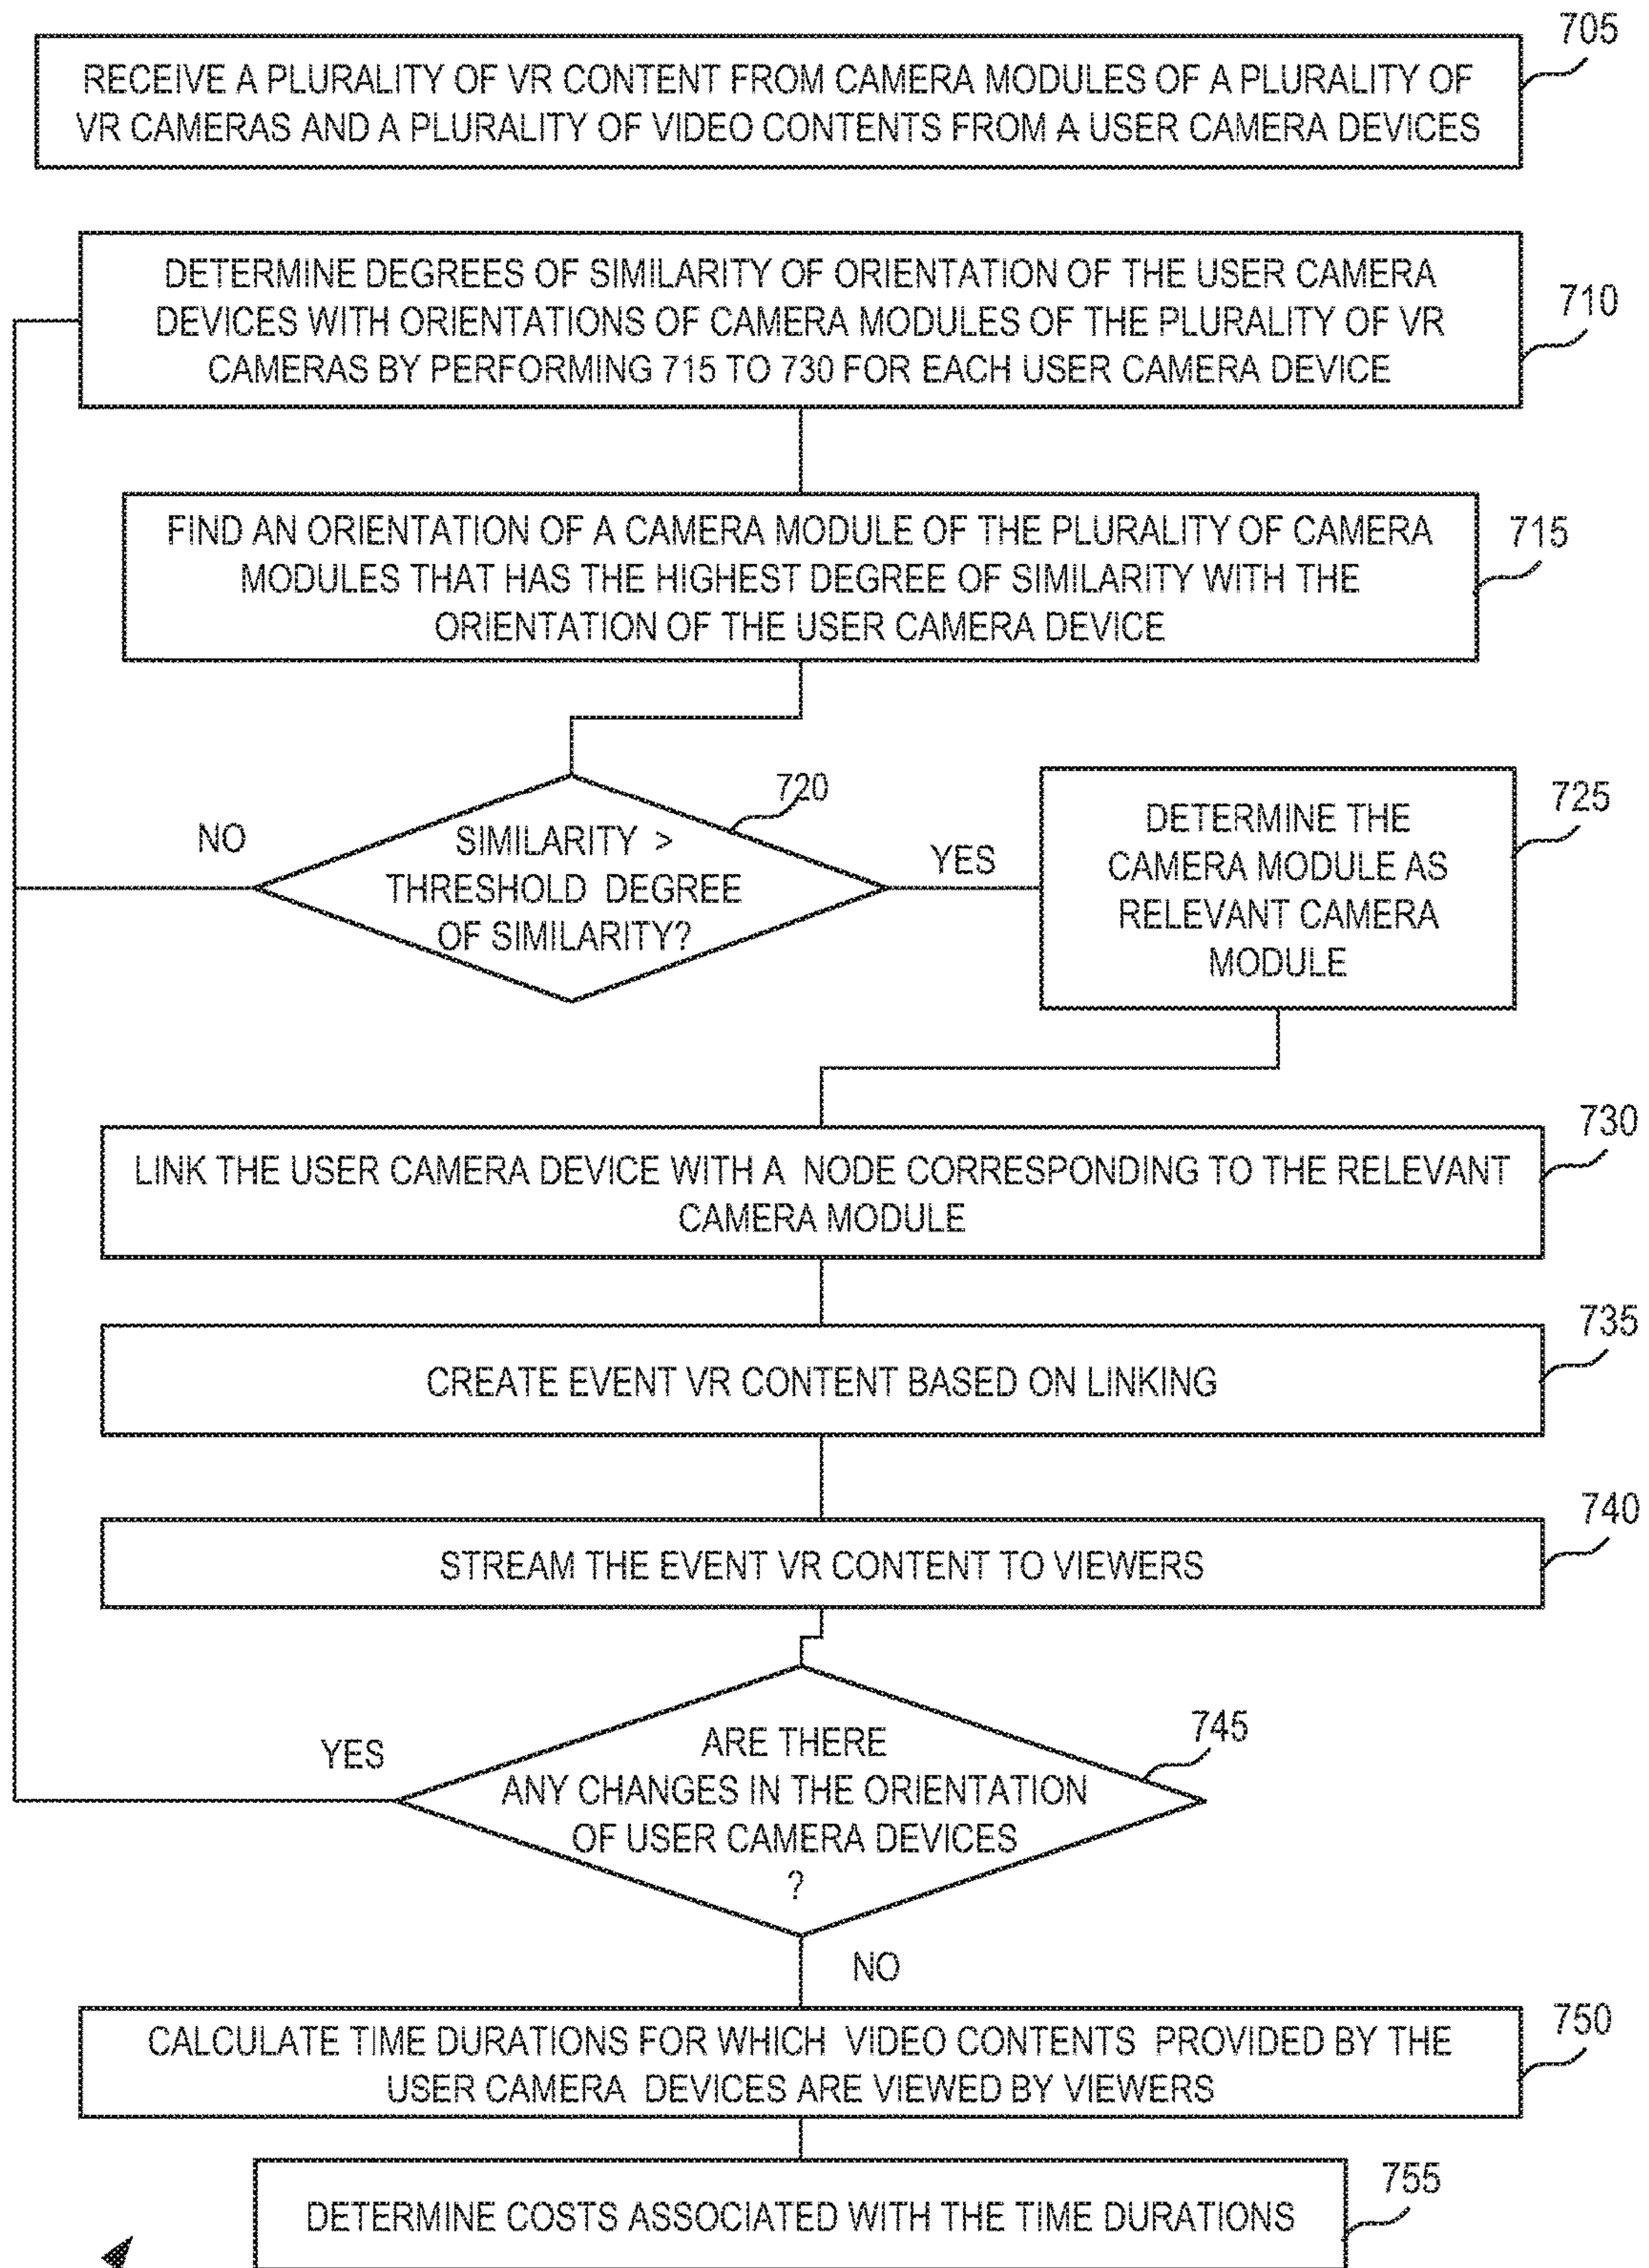 705
RECEIVE A PLURALITY OF VR CONTENT FROM CAMERA MODULES OF A PLURALITY OF
VR CAMERAS AND A PLURALITY OF VIDEO CONTENTS FROM A USER CAMERA DEVICES
DETERMINE DEGREES OF SIMILARITY OF ORIENTATION OF THE USER CAMERA
DEVICES WITH ORIENTATIONS OF CAMERA MODULES OF THE PLURALITY OF VR
CAMERAS BY PERFORMING 715 TO 730 FOR EACH USER CAMERA DEVICE
710
FIND AN ORIENTATION OF A CAMERA MODULE OF THE PLURALITY OF CAMERA
MODULES THAT HAS THE HIGHEST DEGREE OF SIMILARITY WITH THE
ORIENTATION OF THE USER CAMERA DEVICE
715
720
NO
SIMILARITY >
THRESHOLD DEGREE
OF SIMILARITY?
YES
725
DETERMINE THE
CAMERA MODULE AS
RELEVANT CAMERA
MODULE
730
LINK THE USER CAMERA DEVICE WITH A NODE CORRESPONDING TO THE RELEVANT
CAMERA MODULE
735
CREATE EVENT VR CONTENT BASED ON LINKING
740
STREAM THE EVENT VR CONTENT TO VIEWERS
745
YES
ARE THERE
ANY CHANGES IN THE ORIENTATION
OF USER CAMERA DEVICES
?
NO
750
CALCULATE TIME DURATIONS FOR WHICH VIDEO CONTENTS PROVIDED BY THE
USER CAMERA DEVICES ARE VIEWED BY VIEWERS
755
DETERMINE COSTS ASSOCIATED WITH THE TIME DURATIONS